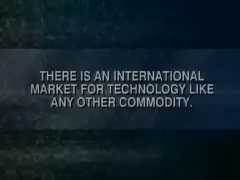 THERE IS AN INTERNATIONAL
MARKET FOR TECHNOLOGY LIKE
ANY OTHER COMMODITY.